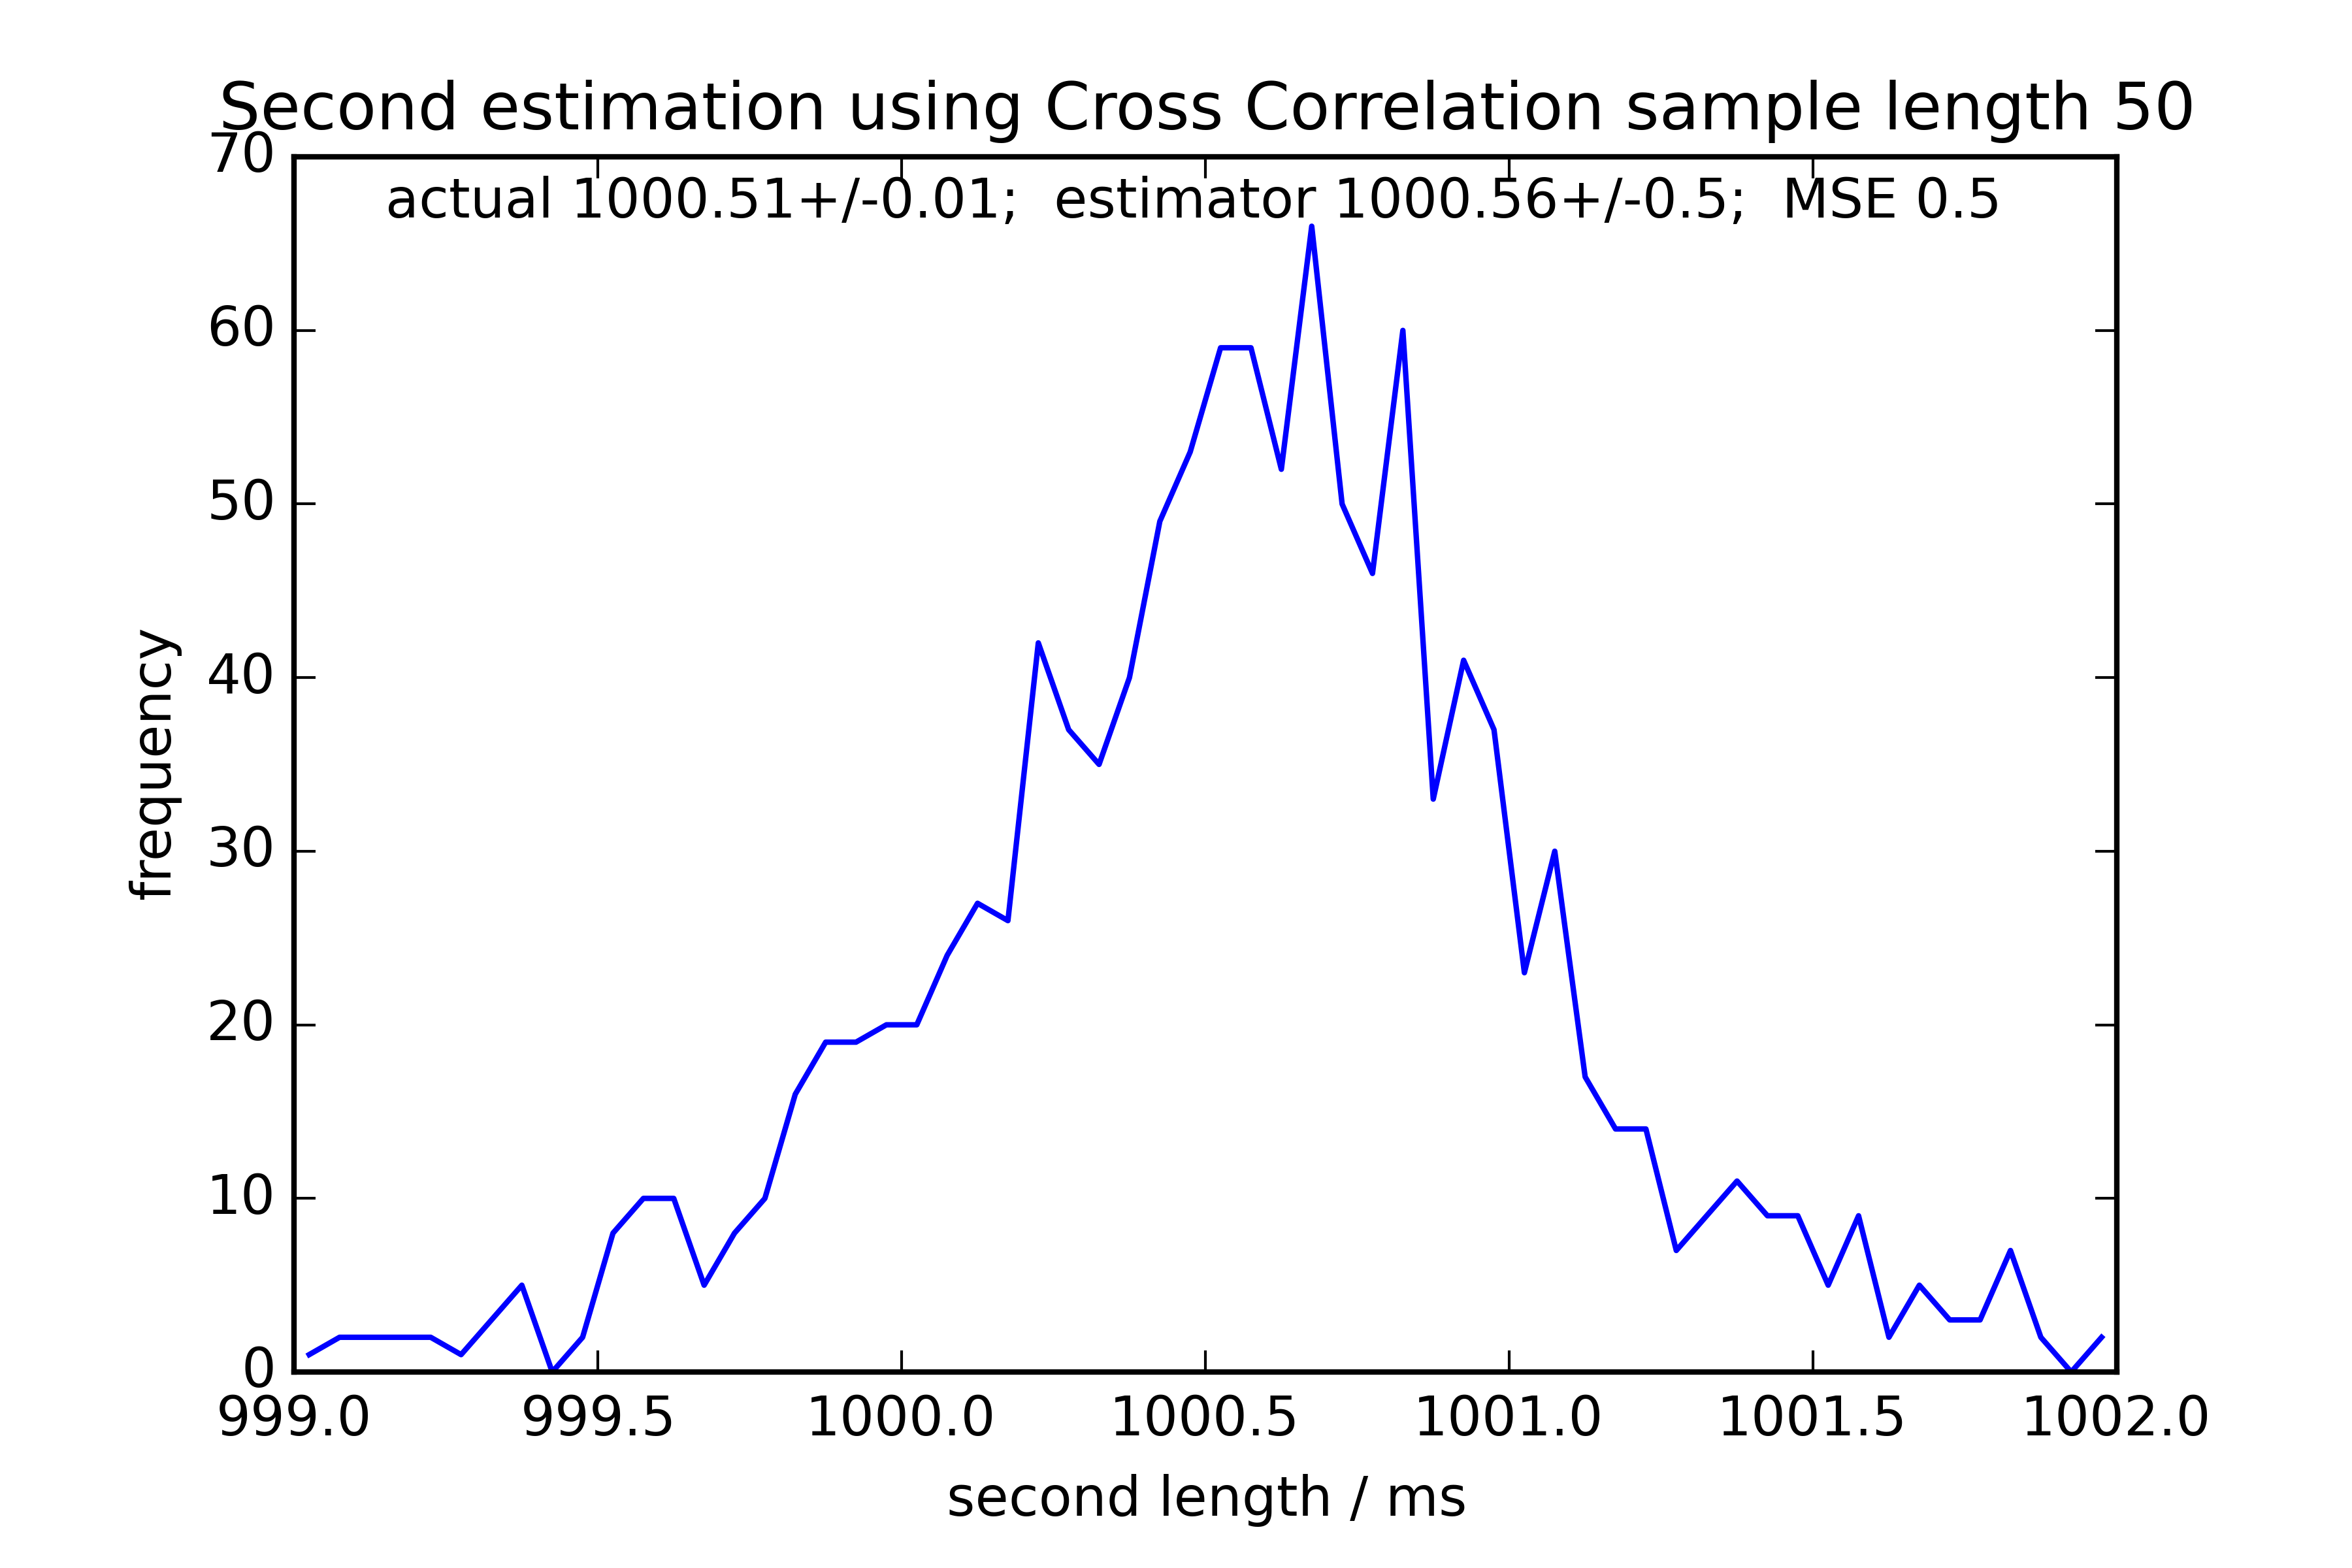 Second estimation using Cross Correlation sample length 50
actual 1000.51+/-0.01;  estimator 1000.56+/-0.5;  MSE 0.5
70
60
50
40
30
20
10
0
frequency
999.0 999.5 1000.0 1000.5 1001.0 1001.5 1002.0
second length / ms